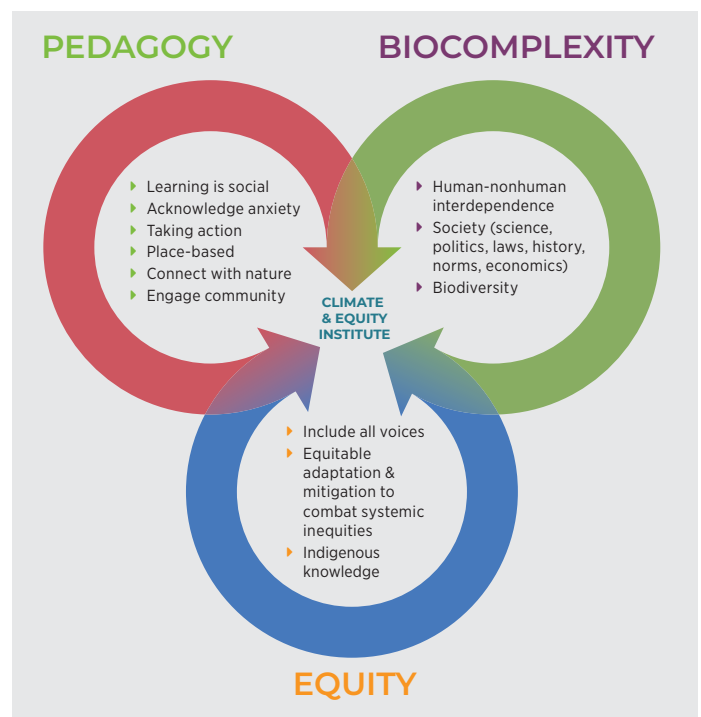 PEDAGOGY
BIOCOMPLEXITY
Learning is social
Acknowledge anxiety
Taking action
Place-based
Connect with nature
Engage community
Human-nonhuman
interdependence
Society (science,
politics, laws, history,
norms, economics)
Biodiversity
CLIMATE
& EQUITY
INSTITUTE
Include all voices
Equitable
adaptation &
mitigation to
combat systemic
inequities
Indigenous
knowledge
EQUITY